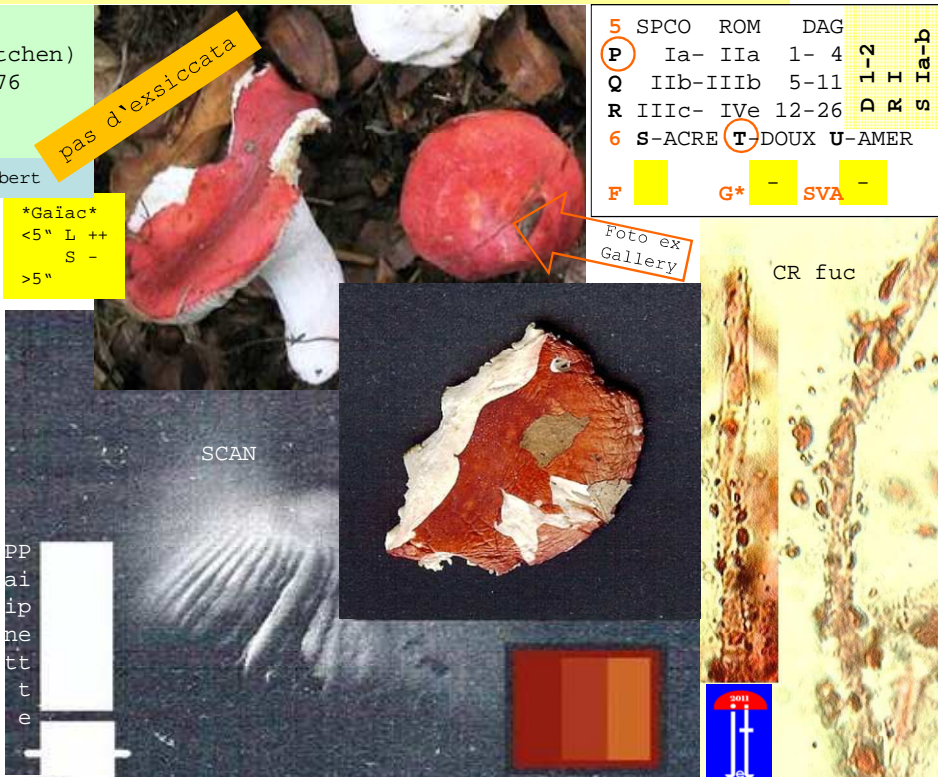 tchen)
76
bert
pas d'exsiccata
*Gaïac*
<5“ L ++
S -
>5“
5 SPCO ROM DAG
P Ia- IIa 1- 4
Q IIb-IIIb 5-11
R IIIc- IVe 12-26
6 S-ACRE T-DOUX U-AMER
F G* - SVA -
D 1-2
R I
S Ia-b
Foto ex
Gallery
CR fuc
SCAN
PP
ai
ip
ne
tt
t
e
2011